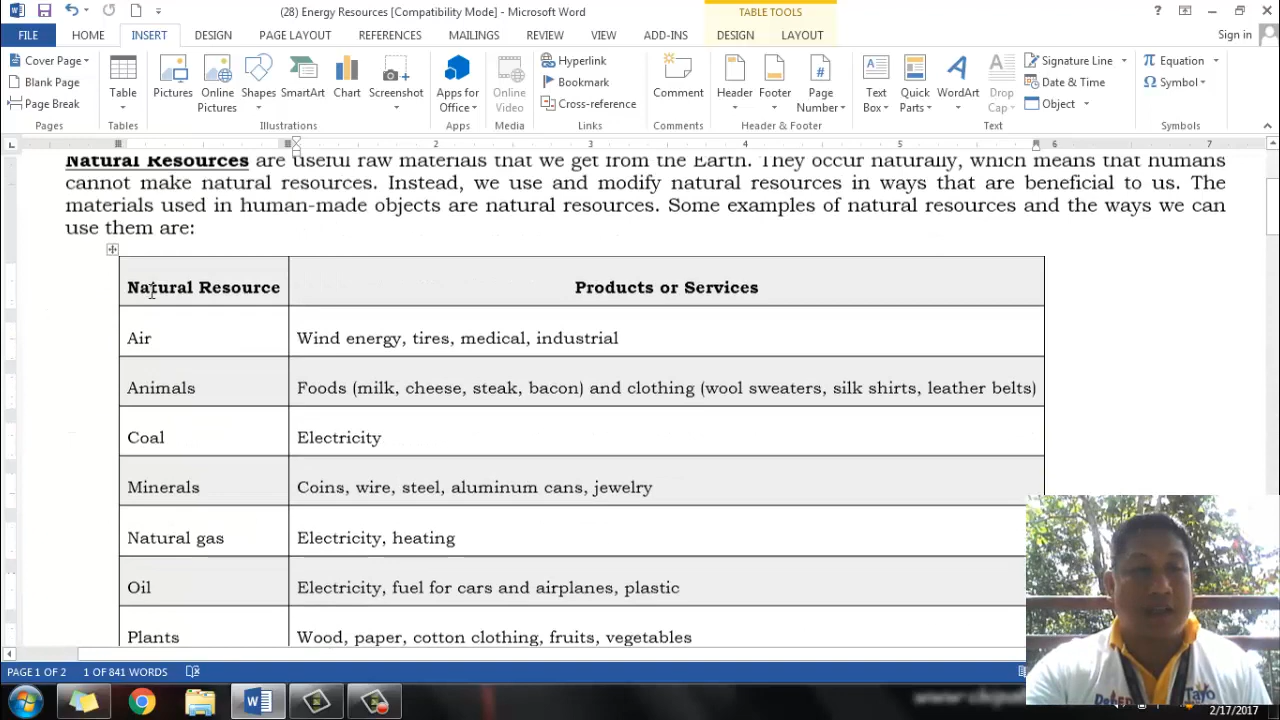 (28) Energy Resources [Compatibility Mode] - Microsoft Word
TABLE TOOLS
?
FILE HOME INSERT DESIGN PAGE LAYOUT REFERENCES MAILINGS REVIEW VIEW ADD-INS DESIGN LAYOUT Sign in
Cover Page
Blank Page
Page Break
Pages
Table
Tables
Pictures
Online Pictures
Shapes
SmartArt
Chart
Screenshot
Illustrations
Apps for Office
Apps
Online Video
Media
Hyperlink
Bookmark
Cross-reference
Links
Comment
Comments
Header
Footer
Page Number
Header & Footer
Text Box
Quick Parts
WordArt
Drop Cap
Signature Line
Date & Time
Object
Text
Equation
Symbol
Symbols
1 2 3 4 5 6 7
Natural Resources are useful raw materials that we get from the Earth. They occur naturally, which means that humans
cannot make natural resources. Instead, we use and modify natural resources in ways that are beneficial to us. The
materials used in human-made objects are natural resources. Some examples of natural resources and the ways we can
use them are:
Natural Resource Products or Services
Air Wind energy, tires, medical, industrial
Animals Foods (milk, cheese, steak, bacon) and clothing (wool sweaters, silk shirts, leather belts)
Coal Electricity
Minerals Coins, wire, steel, aluminum cans, jewelry
Natural gas Electricity, heating
Oil Electricity, fuel for cars and airplanes, plastic
Plants Wood, paper, cotton clothing, fruits, vegetables
PAGE 1 OF 2 1 OF 841 WORDS
DepED Tayo
2/17/2017